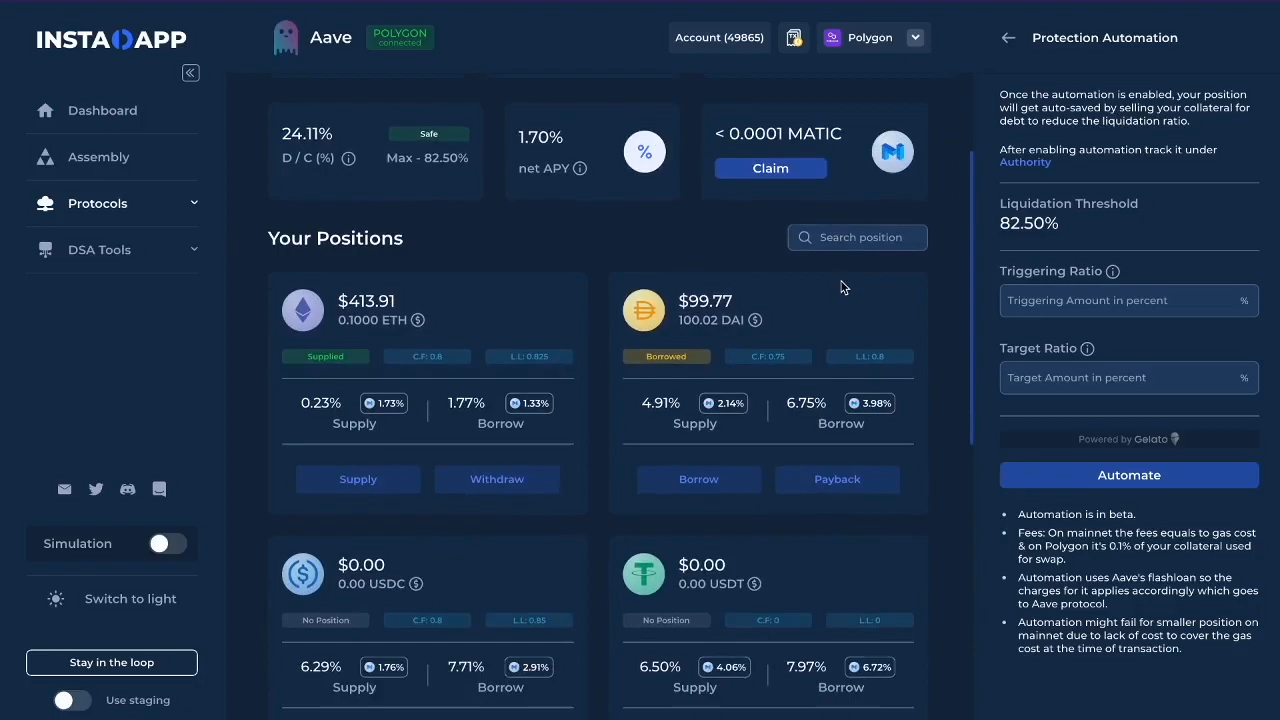 INSTA APP
Dashboard
Assembly
Protocols
DSA Tools
Simulation
Switch to light
Stay in the loop
Use staging
Aave
POLYGON
connected
Account (49865)
Polygon
24.11%
Safe
D / C (%)
Max - 82.50%
1.70%
net APY
%
< 0.0001 MATIC
Claim
Your Positions
Search position
$413.91
0.1000 ETH
Supplied
C.F: 0.8
L.L: 0.825
0.23%
1.73%
Supply
1.77%
1.33%
Borrow
Supply
Withdraw
$99.77
100.02 DAI
Borrowed
C.F: 0.75
L.L: 0.8
4.91%
2.14%
Supply
6.75%
3.98%
Borrow
Borrow
Payback
$0.00
0.00 USDC
No Position
C.F: 0.8
L.L: 0.85
6.29%
1.76%
Supply
7.71%
2.91%
Borrow
$0.00
0.00 USDT
No Position
C.F: 0
L.L: 0
6.50%
4.06%
Supply
7.97%
6.72%
Borrow
Protection Automation
Once the automation is enabled, your position
will get auto-saved by selling your collateral for
debt to reduce the liquidation ratio.
After enabling automation track it under
Authority
Liquidation Threshold
82.50%
Triggering Ratio
Triggering Amount in percent %
Target Ratio
Target Amount in percent %
Powered by Gelato
Automate
• Automation is in beta.
• Fees: On mainnet the fees equals to gas cost
& on Polygon it's 0.1% of your collateral used
for swap.
• Automation uses Aave's flashloan so the
charges for it applies accordingly which goes
to Aave protocol.
• Automation might fail for smaller position on
mainnet due to lack of cost to cover the gas
cost at the time of transaction.